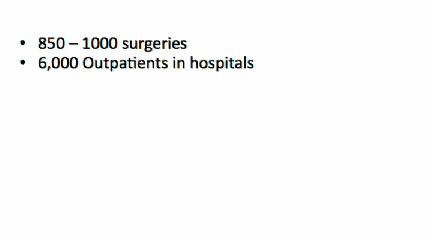 • 850 – 1000 surgeries
• 6,000 Outpatients in hospitals